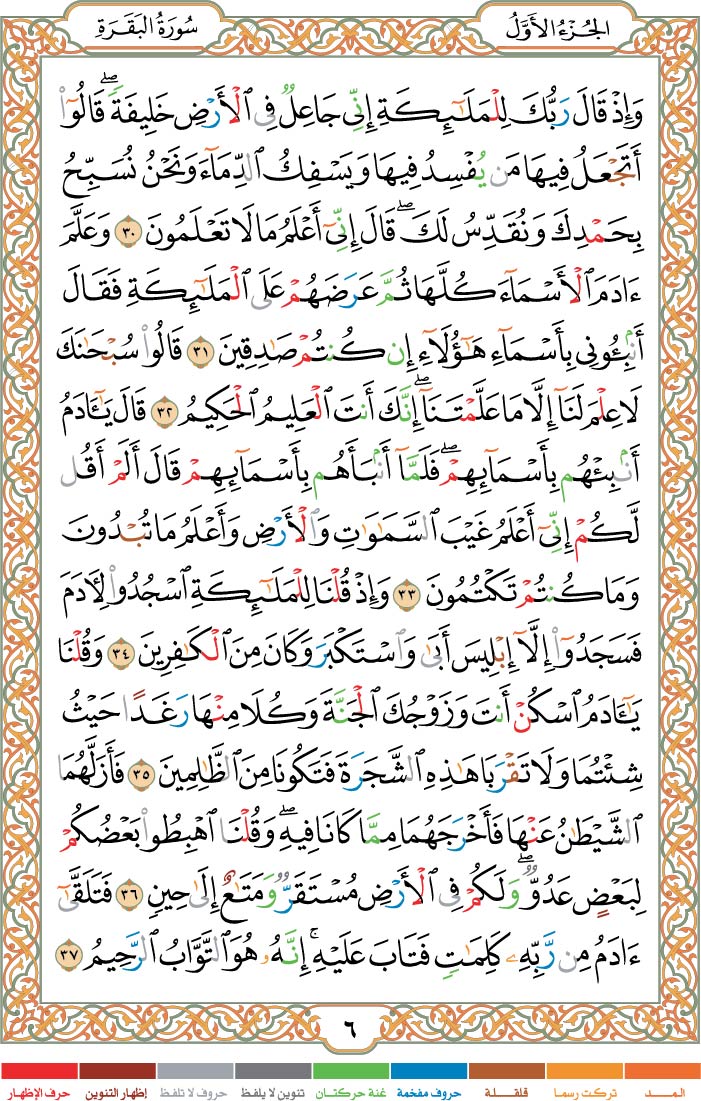 الجُزْءُ الأَوَّلُ
سُورَةُ البَقَرَةِ
وَإِذۡ قَالَ رَبُّكَ لِلۡمَلَٰٓئِكَةِ إِنِّي جَاعِلٞ فِي ٱلۡأَرۡضِ خَلِيفَةٗۖ قَالُوٓاْ
أَتَجۡعَلُ فِيهَا مَن يُفۡسِدُ فِيهَا وَيَسۡفِكُ ٱلدِّمَآءَ وَنَحۡنُ نُسَبِّحُ
بِحَمۡدِكَ وَنُقَدِّسُ لَكَۖ قَالَ إِنِّيٓ أَعۡلَمُ مَا لَا تَعۡلَمُونَ ٣٠ وَعَلَّمَ
ءَادَمَ ٱلۡأَسۡمَآءَ كُلَّهَا ثُمَّ عَرَضَهُمۡ عَلَى ٱلۡمَلَٰٓئِكَةِ فَقَالَ
أَنۢبِـُٔونِي بِأَسۡمَآءِ هَٰٓؤُلَآءِ إِن كُنتُمۡ صَٰدِقِينَ ٣١ قَالُواْ سُبۡحَٰنَكَ
لَا عِلۡمَ لَنَآ إِلَّا مَا عَلَّمۡتَنَآۖ إِنَّكَ أَنتَ ٱلۡعَلِيمُ ٱلۡحَكِيمُ ٣٢ قَالَ يَٰٓـَٔادَمُ
أَنۢبِئۡهُم بِأَسۡمَآئِهِمۡۖ فَلَمَّآ أَنۢبَأَهُم بِأَسۡمَآئِهِمۡ قَالَ أَلَمۡ أَقُل
لَّكُمۡ إِنِّيٓ أَعۡلَمُ غَيۡبَ ٱلسَّمَٰوَٰتِ وَٱلۡأَرۡضِ وَأَعۡلَمُ مَا تُبۡدُونَ
وَمَا كُنتُمۡ تَكۡتُمُونَ ٣٣ وَإِذۡ قُلۡنَا لِلۡمَلَٰٓئِكَةِ ٱسۡجُدُواْ لِأٓدَمَ
فَسَجَدُوٓاْ إِلَّآ إِبۡلِيسَ أَبَىٰ وَٱسۡتَكۡبَرَ وَكَانَ مِنَ ٱلۡكَٰفِرِينَ ٣٤ وَقُلۡنَا
يَٰٓـَٔادَمُ ٱسۡكُنۡ أَنتَ وَزَوۡجُكَ ٱلۡجَنَّةَ وَكُلَا مِنۡهَا رَغَدًا حَيۡثُ
شِئۡتُمَا وَلَا تَقۡرَبَا هَٰذِهِ ٱلشَّجَرَةَ فَتَكُونَا مِنَ ٱلظَّٰلِمِينَ ٣٥ فَأَزَلَّهُمَا
ٱلشَّيۡطَٰنُ عَنۡهَا فَأَخۡرَجَهُمَا مِمَّا كَانَا فِيهِۖ وَقُلۡنَا ٱهۡبِطُواْ بَعۡضُكُمۡ
لِبَعۡضٍ عَدُوّٞۖ وَلَكُمۡ فِي ٱلۡأَرۡضِ مُسۡتَقَرّٞ وَمَتَٰعٌ إِلَىٰ حِينٖ ٣٦ فَتَلَقَّىٰٓ
ءَادَمُ مِن رَّبِّهِۦ كَلِمَٰتٖ فَتَابَ عَلَيۡهِۚ إِنَّهُۥ هُوَ ٱلتَّوَّابُ ٱلرَّحِيمُ ٣٧
٦
المــــد تركت رسما قلقــلة حروف مفخمة غنة حركتان تنوين لا يلفظ حروف لا تلفظ إظهار التنوين حرف الإظهار